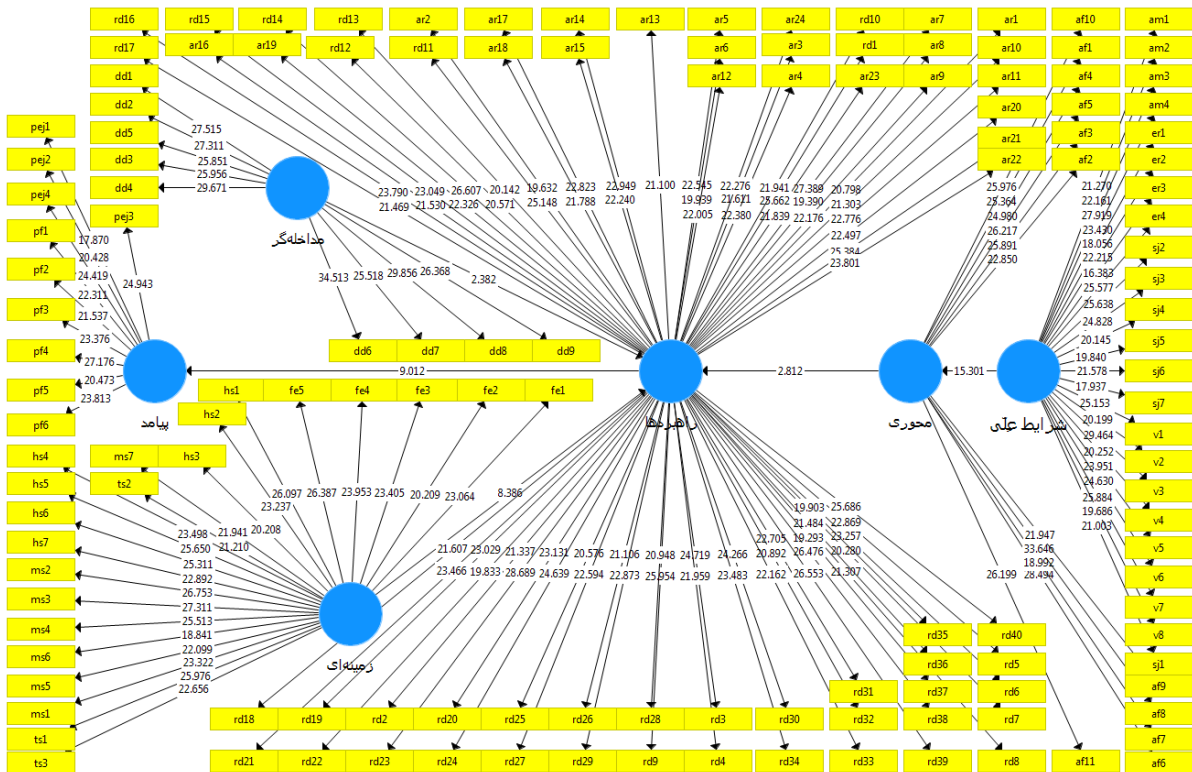 rd16 rd15 rd14 rd13 ar2 ar17 ar14 ar13 ar5 ar24 rd10 ar7 ar1 af10 am1
rd17 ar16 ar19 rd12 rd11 ar18 ar15 ar6 ar3 rd1 ar8 ar10 af1 am2
dd1 ar12 ar4 ar23 ar9 ar11 af4 am3
dd2 ar20 af5 am4
pej1 dd5 ar21 af3 er1
pej2 dd3 ar22 af2 er2
pej4 dd4 er3
pf1 pej3 er4
pf2 sj2
pf3 sj3
pf4 dd6 dd7 dd8 dd9 sj4
pf5 hs1 fe5 fe4 fe3 fe2 fe1 sj5
pf6 hs2 sj6
hs4 ms7 hs3 sj7
hs5 ts2 v1
hs6 v2
hs7 v3
ms2 v4
ms3 v5
ms4 v6
ms6 v7
ms5 v8
ms1 sj1
ts1 af9
ts3 af8
af7
af6
rd35 rd40
rd36 rd5
rd31 rd37 rd6
rd18 rd19 rd2 rd20 rd25 rd26 rd28 rd3 rd30 rd32 rd38 rd7
rd21 rd22 rd23 rd24 rd27 rd29 rd9 rd4 rd34 rd33 rd39 rd8 af11
27.515
27.311
25.851
25.956
29.671
مداخله‌گر
34.513 25.518 29.856 26.368 2.382
17.870
20.428
24.419
22.311
21.537
23.376
27.176
20.473
23.813
24.943
پیامد
9.012
23.790 23.049 26.607 20.142 19.632 22.823 22.949 21.100 22.545 22.276 21.941 27.389 20.798
21.469 21.530 22.326 20.571 25.148 21.788 22.240 19.939 21.611 25.662 19.390 21.303
22.005 22.380 21.839 22.176 22.776
22.497
25.384
23.801
راهبردها
2.812
محوری
15.301
شرایط علّی
25.976
25.364
24.980
26.217
25.891
22.850
21.270
22.161
27.919
23.430
18.056
22.215
16.383
25.577
25.638
24.828
20.145
19.840
21.578
17.937
25.153
20.199
29.464
20.252
23.951
24.630
25.884
19.686
21.003
26.097 26.387 23.953 23.405 20.209 23.064 8.386
23.237
23.498 21.941 20.208
25.650 21.210
25.311
22.892
26.753
27.311
25.513
18.841
22.099
23.322
25.976
22.656
زمینه‌ای
21.607 23.029 21.337 23.131 20.576 21.106 20.948 24.719 24.266 22.705 19.903 25.686
23.466 19.833 28.689 24.639 22.594 22.873 25.954 21.959 23.483 20.892 21.484 22.869
22.162 19.293 23.257
26.476 20.280
26.553 21.307
21.947
33.646
18.992
26.199 28.494